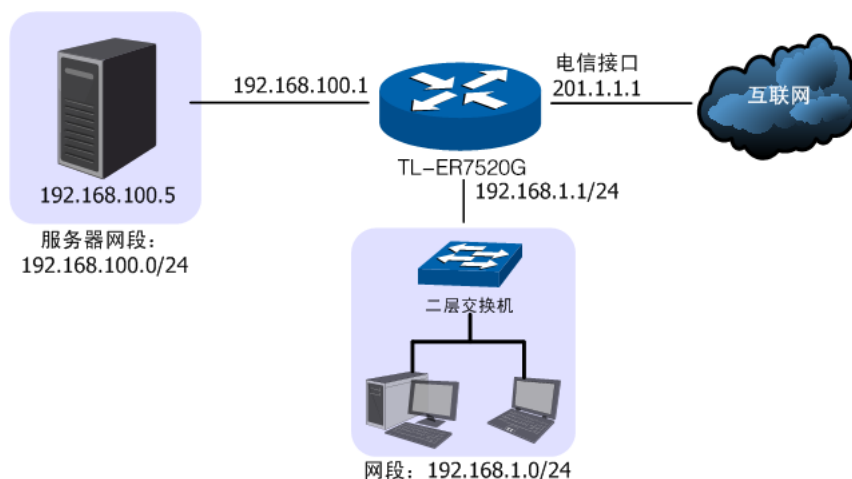 192.168.100.1
电信接口
201.1.1.1
互联网
192.168.100.5
TL-ER7520G
192.168.1.1/24
服务器网段：
192.168.100.0/24
二层交换机
网段：192.168.1.0/24